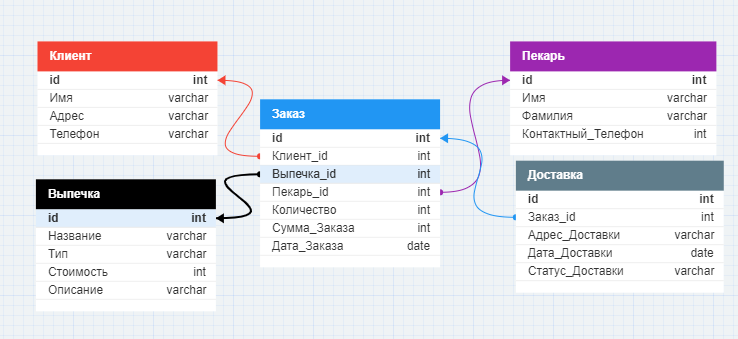 Клиент
id int
Имя varchar
Адрес varchar
Телефон varchar
Выпечка
id int
Название varchar
Тип varchar
Стоимость int
Описание varchar
Заказ
id int
Клиент_id int
Выпечка_id int
Пекарь_id int
Количество int
Сумма_Заказа int
Дата_Заказа date
Пекарь
id int
Имя varchar
Фамилия varchar
Контактный_Телефон int
Доставка
id int
Заказ_id int
Адрес_Доставки varchar
Дата_Доставки date
Статус_Доставки varchar